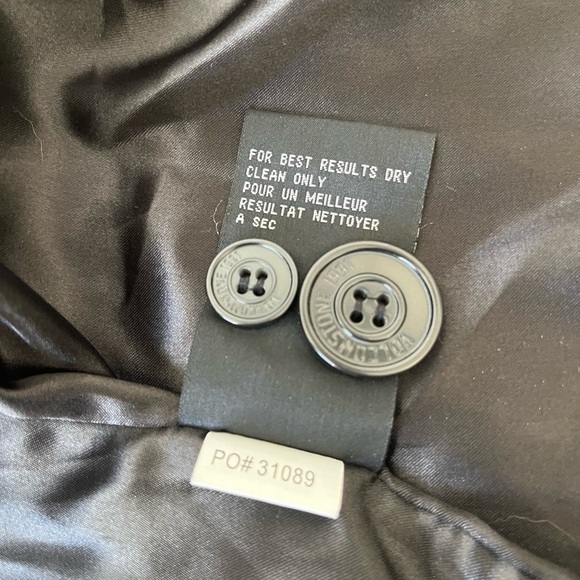 FOR BEST RESULTS DRY
CLEAN ONLY
POUR UN MEILLEUR
RESULTAT NETTOYER
A SEC
PO# 31089